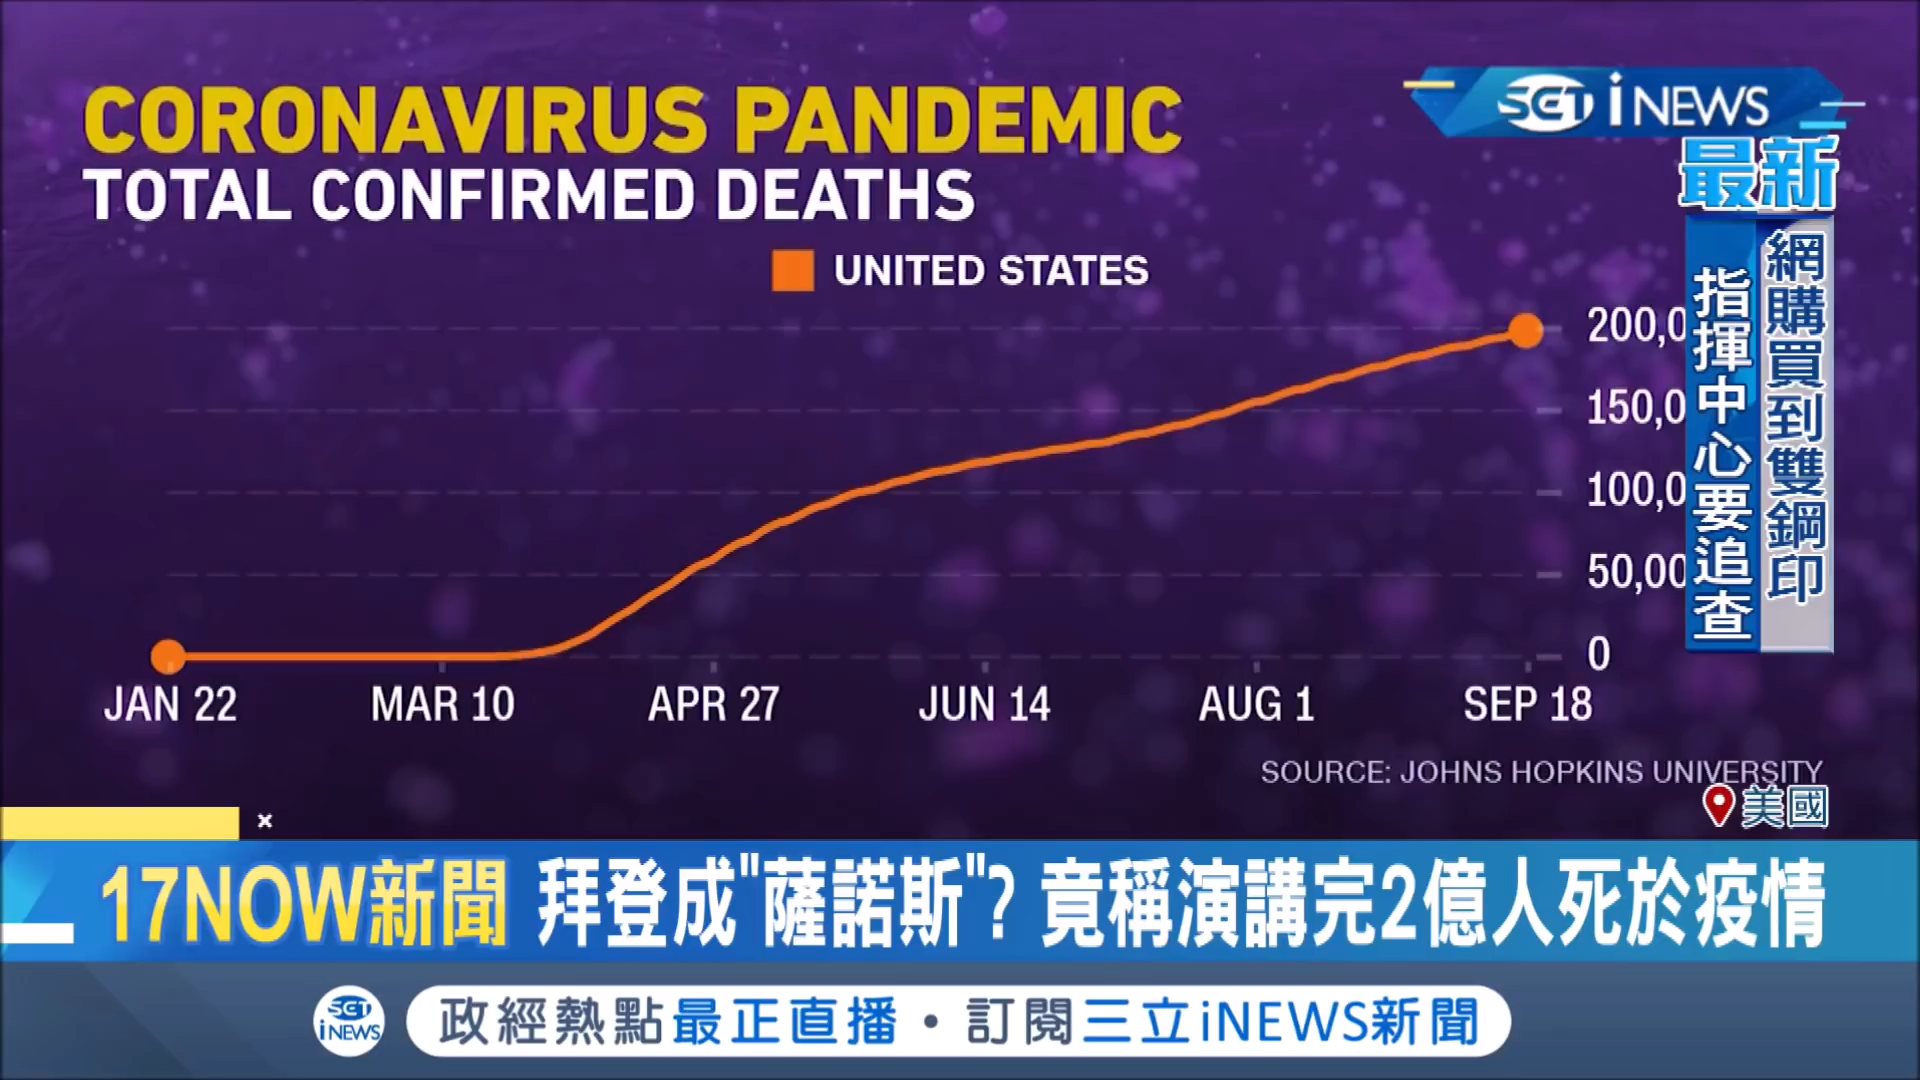 CORONAVIRUS PANDEMIC
TOTAL CONFIRMED DEATHS
UNITED STATES
SET iNEWS
最新
網購買到雙鋼印
指揮中心要追查
200,0
150,0
100,0
50,00
0
JAN 22
MAR 10
APR 27
JUN 14
AUG 1
SEP 18
SOURCE: JOHNS HOPKINS UNIVERSITY
美國
17NOW新聞 拜登成"薩諾斯"? 竟稱演講完2億人死於疫情
SET iNEWS
政經熱點最正直播・訂閱三立iNEWS新聞